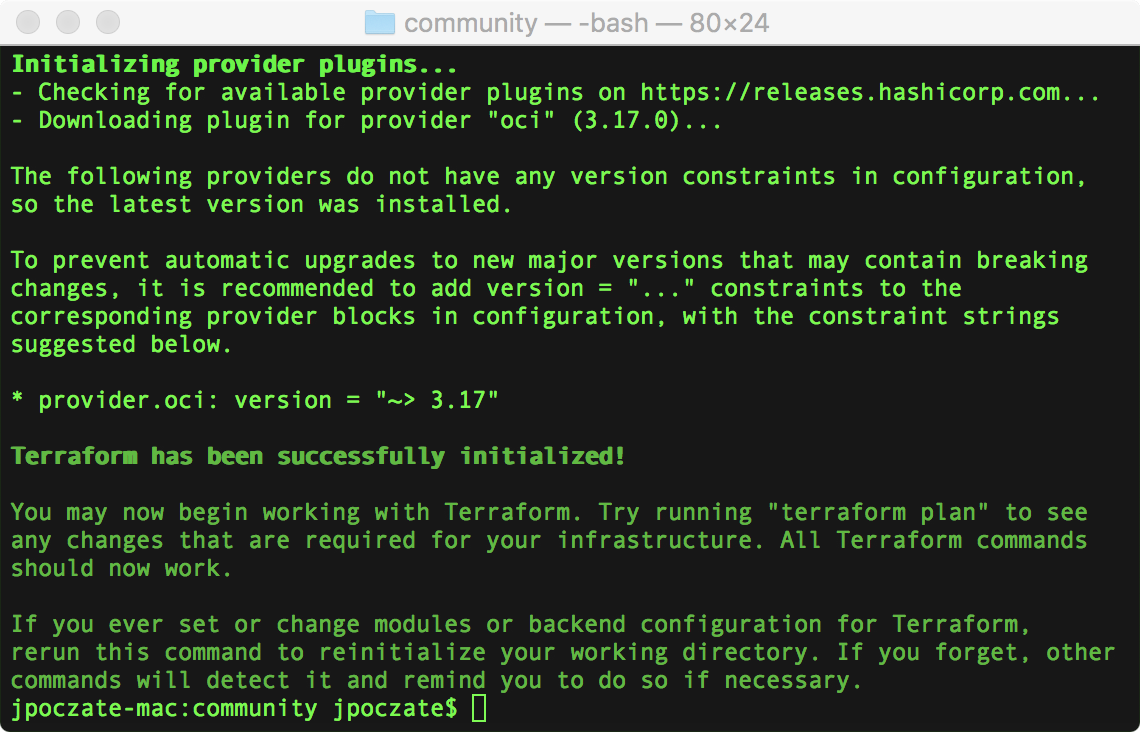 community — -bash — 80×24
Initializing provider plugins...
- Checking for available provider plugins on https://releases.hashicorp.com...
- Downloading plugin for provider "oci" (3.17.0)...
The following providers do not have any version constraints in configuration,
so the latest version was installed.
To prevent automatic upgrades to new major versions that may contain breaking
changes, it is recommended to add version = "..." constraints to the
corresponding provider blocks in configuration, with the constraint strings
suggested below.
* provider.oci: version = "~> 3.17"
Terraform has been successfully initialized!
You may now begin working with Terraform. Try running "terraform plan" to see
any changes that are required for your infrastructure. All Terraform commands
should now work.
If you ever set or change modules or backend configuration for Terraform,
rerun this command to reinitialize your working directory. If you forget, other
commands will detect it and remind you to do so if necessary.
jpoczate-mac:community jpoczate$